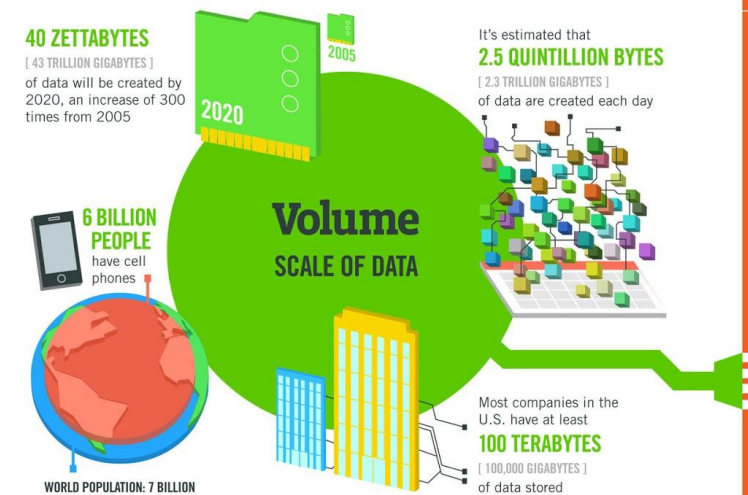 40 ZETTABYTES
[ 43 TRILLION GIGABYTES ]
of data will be created by
2020, an increase of 300
times from 2005
2020
2005
It's estimated that
2.5 QUINTILLION BYTES
[ 2.3 TRILLION GIGABYTES ]
of data are created each day
6 BILLION
PEOPLE
have cell
phones
Volume
SCALE OF DATA
WORLD POPULATION: 7 BILLION
Most companies in the
U.S. have at least
100 TERABYTES
[ 100,000 GIGABYTES ]
of data stored